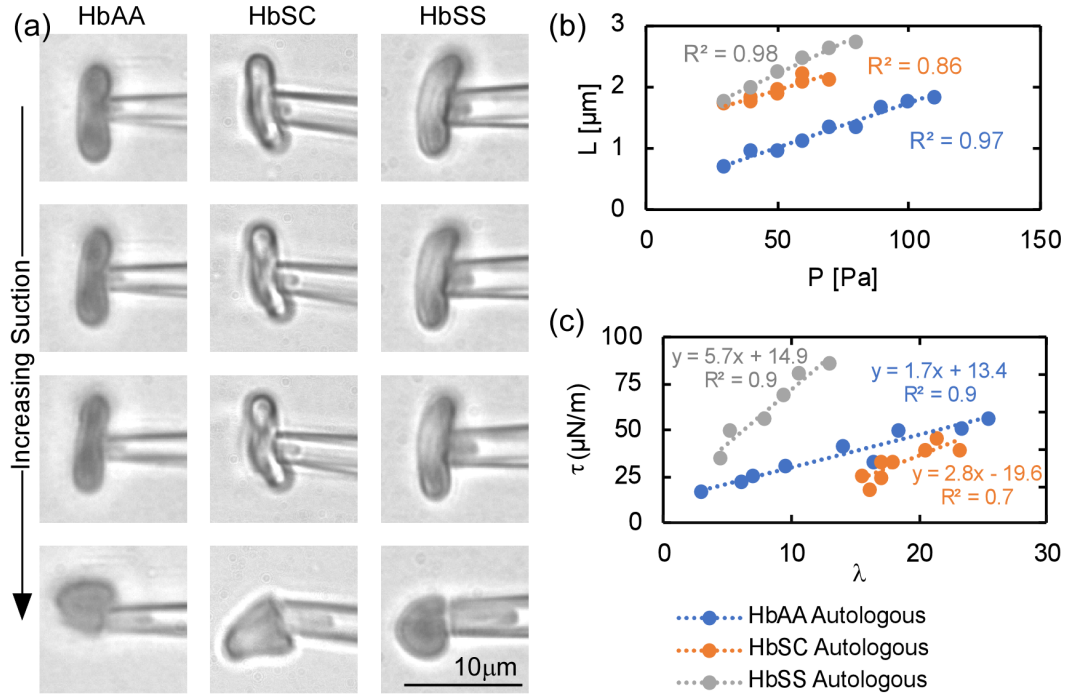 (a)
HbAA
HbSC
HbSS
Increasing Suction
10μm
(b)
L [μm]
3
2
1
0
R² = 0.98
R² = 0.86
R² = 0.97
0
50
100
150
P [Pa]
(c)
τ (μN/m)
100
75
50
25
0
y = 5.7x + 14.9
R² = 0.9
y = 1.7x + 13.4
R² = 0.9
y = 2.8x - 19.6
R² = 0.7
0
10
20
30
λ
HbAA Autologous
HbSC Autologous
HbSS Autologous